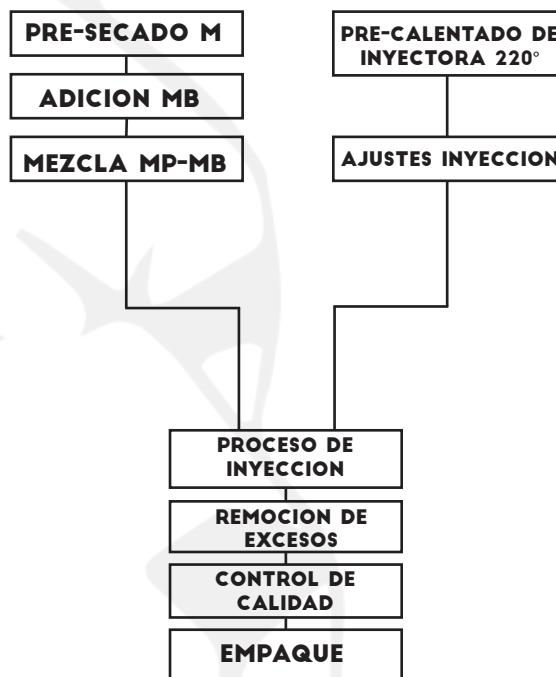 PRE-SECADO M
ADICION MB
MEZCLA MP-MB
PRE-CALENTADO DE
INYECTORA 220°
AJUSTES INYECCION
PROCESO DE
INYECCION
REMOCION DE
EXCESOS
CONTROL DE
CALIDAD
EMPAQUE